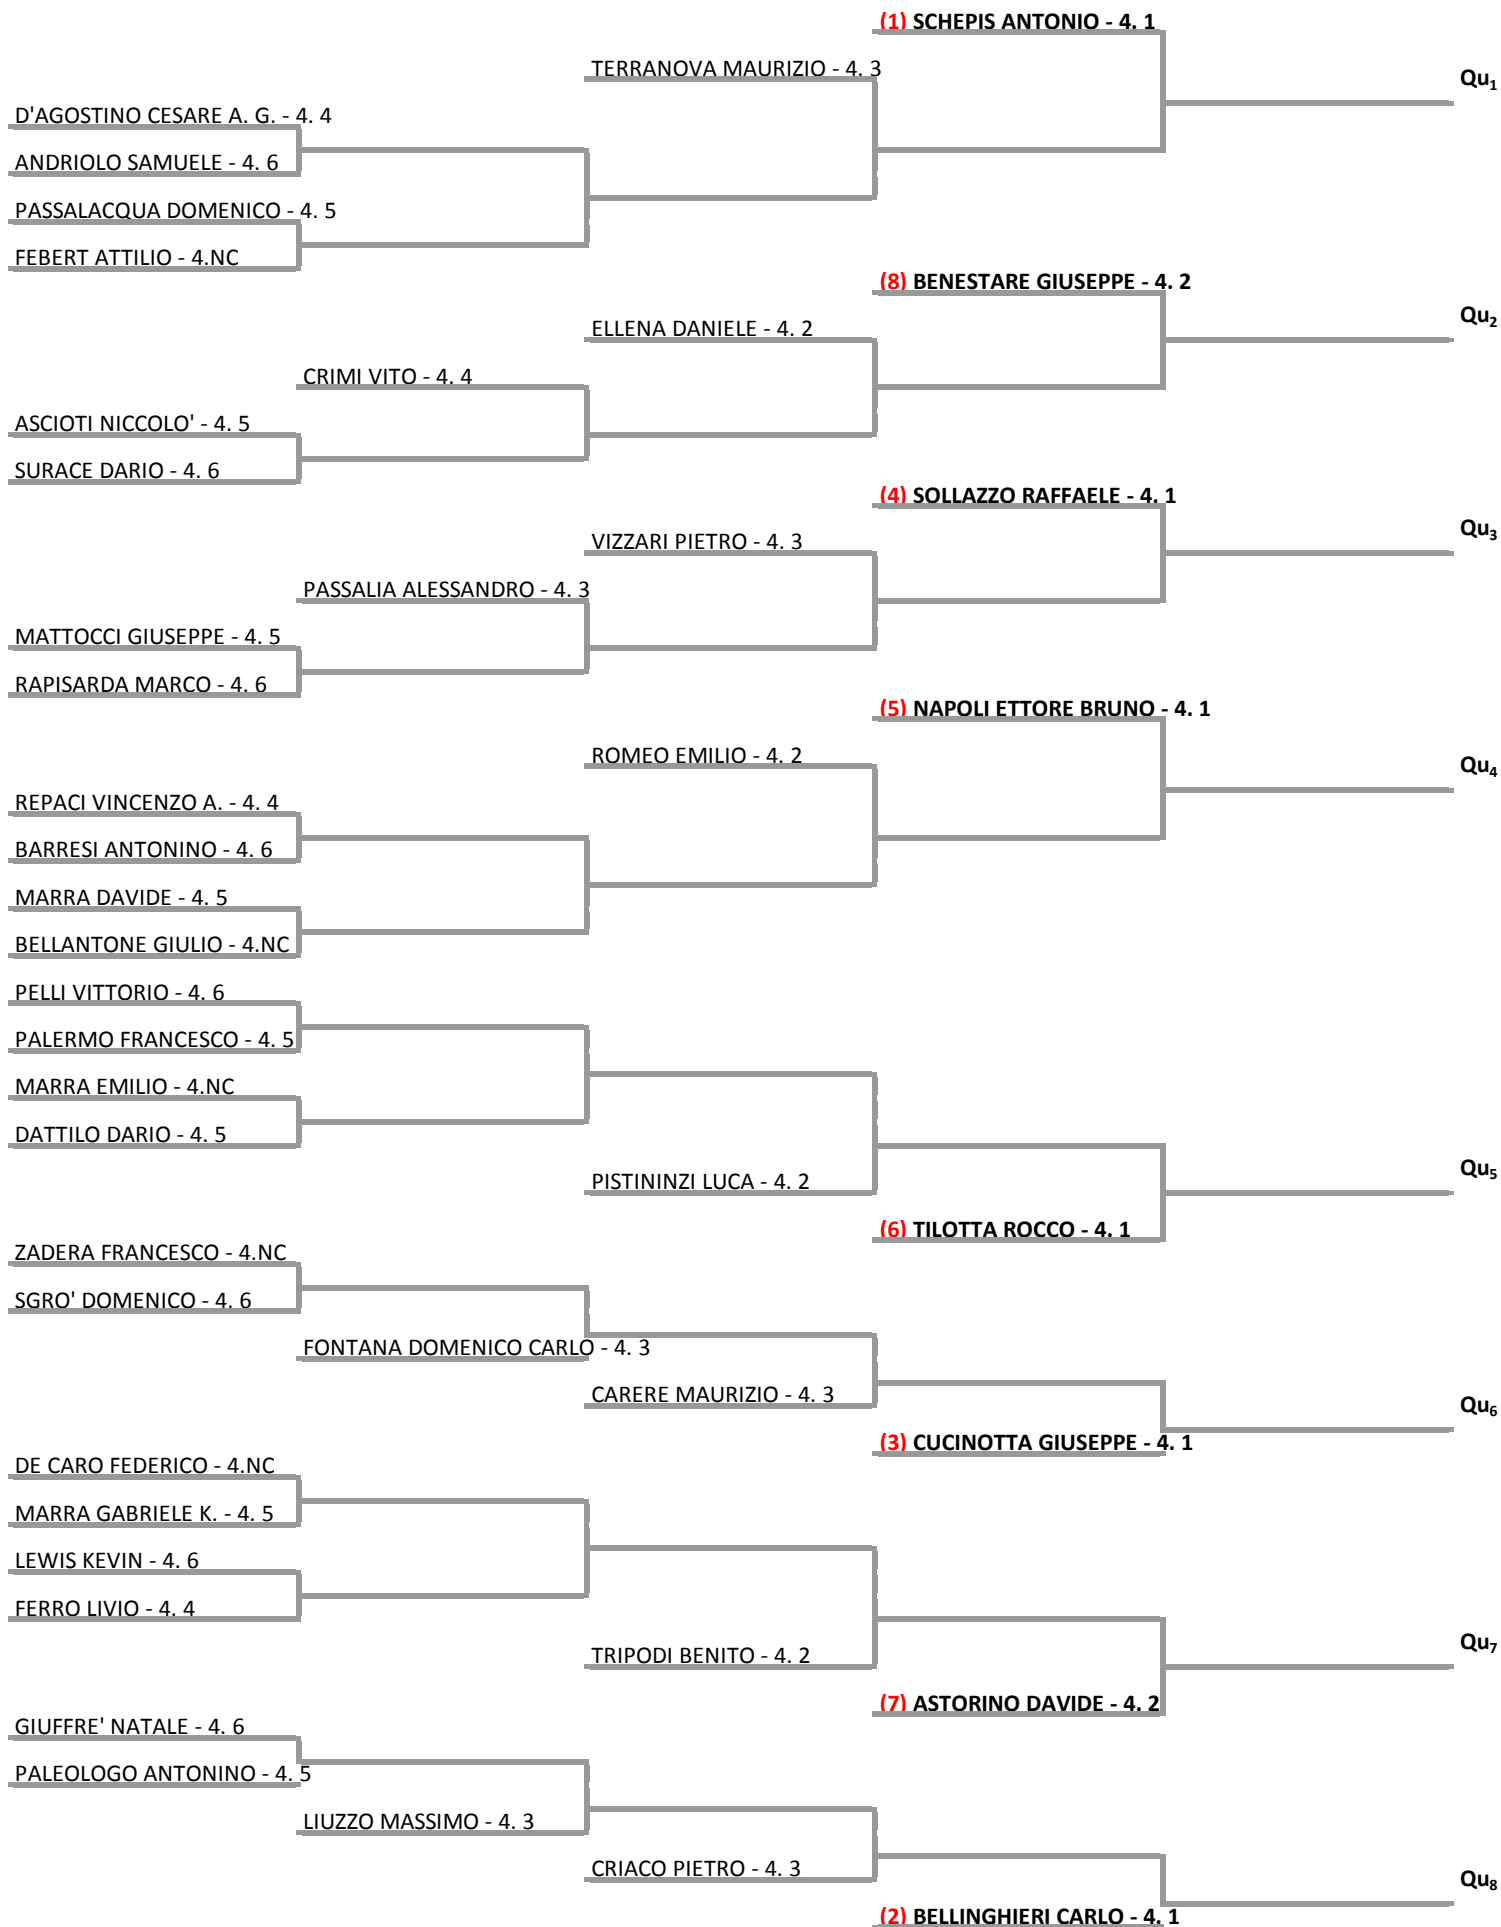 (1) SCHEPIS ANTONIO - 4. 1
TERRANOVA MAURIZIO - 4. 3
Qu1
D'AGOSTINO CESARE A. G. - 4. 4
ANDRIOLO SAMUELE - 4. 6
PASSALACQUA DOMENICO - 4. 5
FEBERT ATTILIO - 4.NC
(8) BENESTARE GIUSEPPE - 4. 2
Qu2
ELLENA DANIELE - 4. 2
CRIMI VITO - 4. 4
ASCIOTI NICCOLO' - 4. 5
SURACE DARIO - 4. 6
(4) SOLLAZZO RAFFAELE - 4. 1
Qu3
VIZZARI PIETRO - 4. 3
PASSALIA ALESSANDRO - 4. 3
MATTOCCI GIUSEPPE - 4. 5
RAPISARDA MARCO - 4. 6
(5) NAPOLI ETTORE BRUNO - 4. 1
ROMEO EMILIO - 4. 2
Qu4
REPACI VINCENZO A. - 4. 4
BARRESI ANTONINO - 4. 6
MARRA DAVIDE - 4. 5
BELLANTONE GIULIO - 4.NC
PELLI VITTORIO - 4. 6
PALERMO FRANCESCO - 4. 5
MARRA EMILIO - 4.NC
DATTILO DARIO - 4. 5
Qu5
PISTININZI LUCA - 4. 2
(6) TILOTTA ROCCO - 4. 1
ZADERA FRANCESCO - 4.NC
SGRO' DOMENICO - 4. 6
FONTANA DOMENICO CARLO - 4. 3
CARERE MAURIZIO - 4. 3
Qu6
(3) CUCINOTTA GIUSEPPE - 4. 1
DE CARO FEDERICO - 4.NC
MARRA GABRIELE K. - 4. 5
LEWIS KEVIN - 4. 6
FERRO LIVIO - 4. 4
Qu7
TRIPODI BENITO - 4. 2
(7) ASTORINO DAVIDE - 4. 2
GIUFFRE' NATALE - 4. 6
PALEOLOGO ANTONINO - 4. 5
LIUZZO MASSIMO - 4. 3
CRIACO PIETRO - 4. 3
Qu8
(2) BELLINGHIERI CARLO - 4. 1